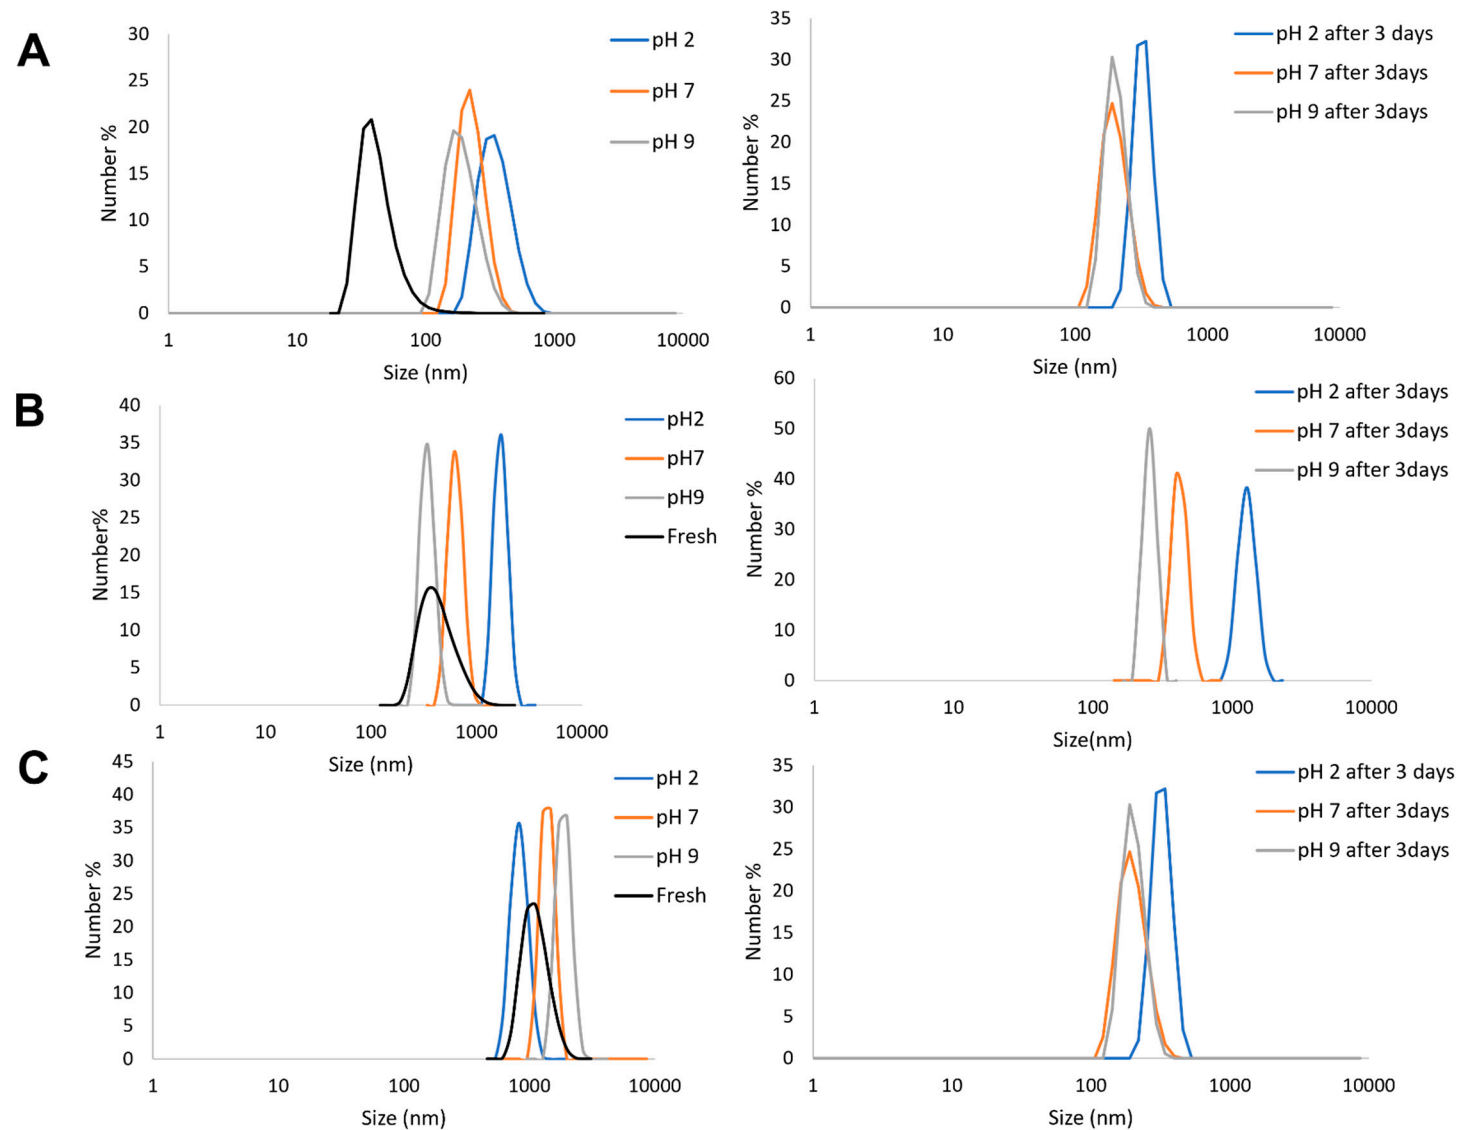 A
30
25
20
15
10
5
0
Number %
1 10 100 1000 10000
Size (nm)
pH 2
pH 7
pH 9
35
30
25
20
15
10
5
0
Number %
1 10 100 1000 10000
Size (nm)
pH 2 after 3 days
pH 7 after 3days
pH 9 after 3days
B
40
35
30
25
20
15
10
5
0
Number%
1 10 100 1000 10000
Size (nm)
pH2
pH7
pH9
Fresh
60
50
40
30
20
10
0
Number %
1 10 100 1000 10000
Size(nm)
pH 2 after 3days
pH 7 after 3days
pH 9 after 3days
C
45
40
35
30
25
20
15
10
5
0
Number %
1 10 100 1000 10000
Size (nm)
pH 2
pH 7
pH 9
Fresh
35
30
25
20
15
10
5
0
Number %
1 10 100 1000 10000
Size (nm)
pH 2 after 3 days
pH 7 after 3days
pH 9 after 3days